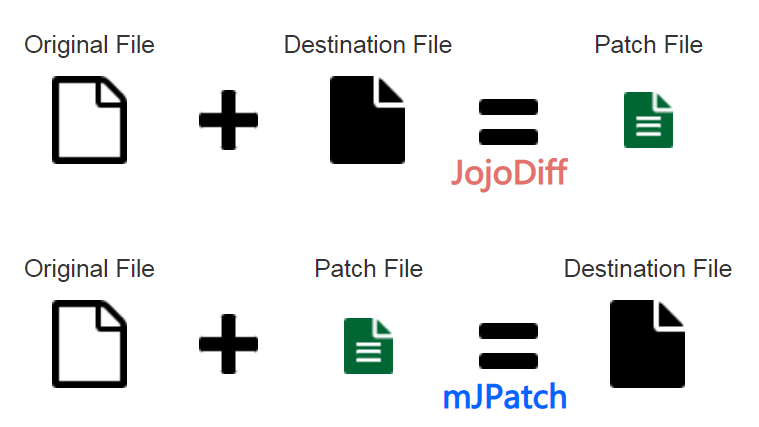 Original File
Destination File
Patch File
JojoDiff
Original File
Patch File
Destination File
mJPatch